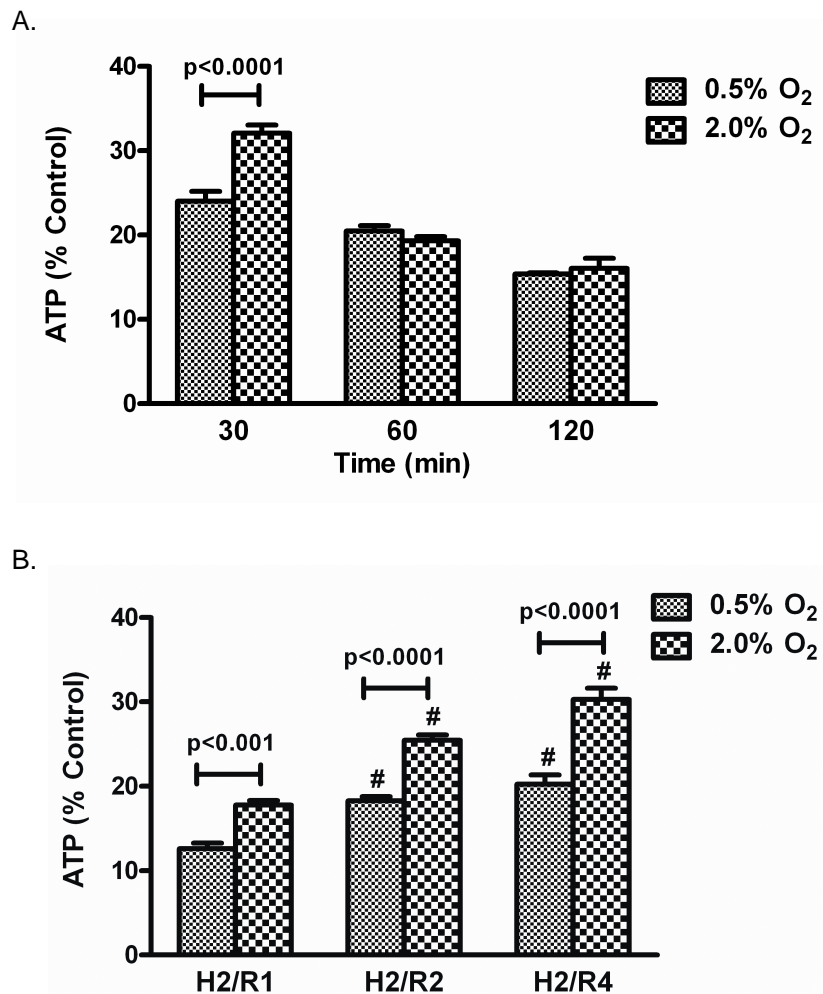 A.
40
30
20
10
0
ATP (% Control)
p<0.0001
0.5% O₂
2.0% O₂
30 60 120
Time (min)
B.
40
30
20
10
0
ATP (% Control)
p<0.001
p<0.0001
p<0.0001
#
#
#
#
0.5% O₂
2.0% O₂
H2/R1 H2/R2 H2/R4